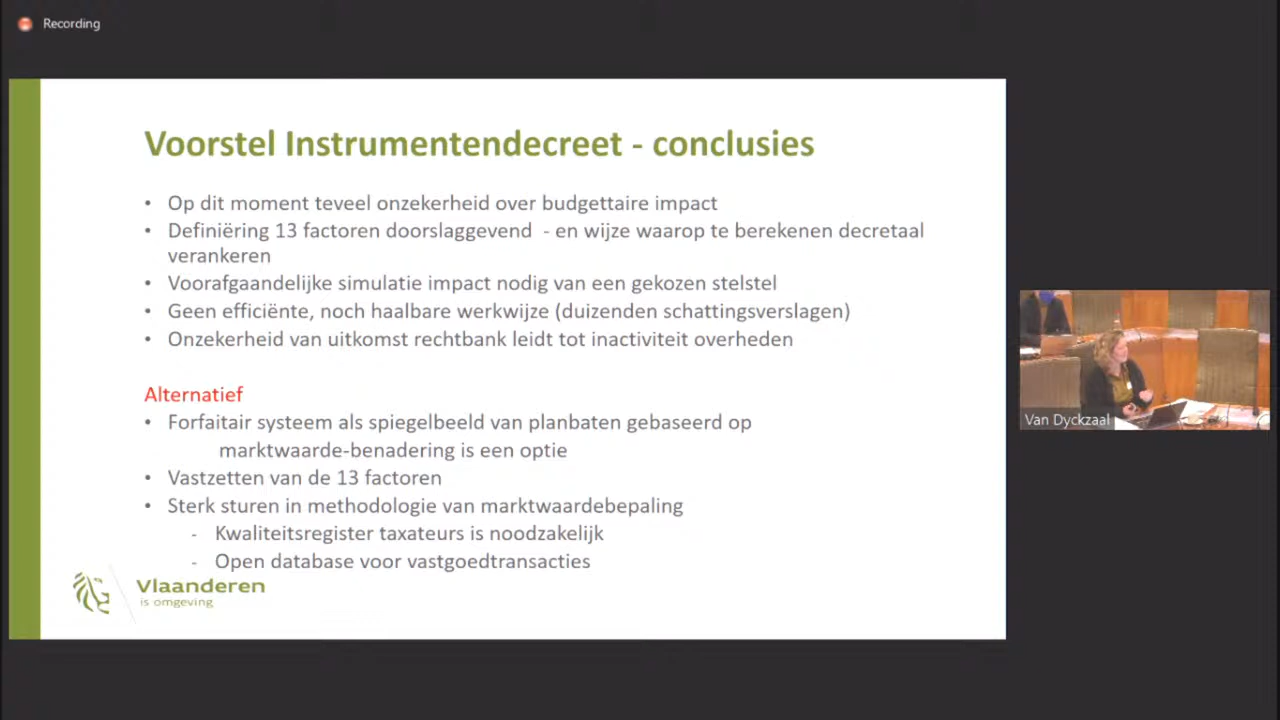 Recording
Voorstel Instrumentendecreet - conclusies
• Op dit moment teveel onzekerheid over budgettaire impact
• Definiëring 13 factoren doorslaggevend - en wijze waarop te berekenen decretaal
verankeren
• Voorafgaandelijke simulatie impact nodig van een gekozen stelstel
• Geen efficiënte, noch haalbare werkwijze (duizenden schattingsverslagen)
• Onzekerheid van uitkomst rechtbank leidt tot inactiviteit overheden
Alternatief
• Forfaitair systeem als spiegelbeeld van planbaten gebaseerd op
marktwaarde-benadering is een optie
• Vastzetten van de 13 factoren
• Sterk sturen in methodologie van marktwaardebepaling
- Kwaliteitsregister taxateurs is noodzakelijk
- Open database voor vastgoedtransacties
Vlaanderen
is omgeving
Van Dyckzaal